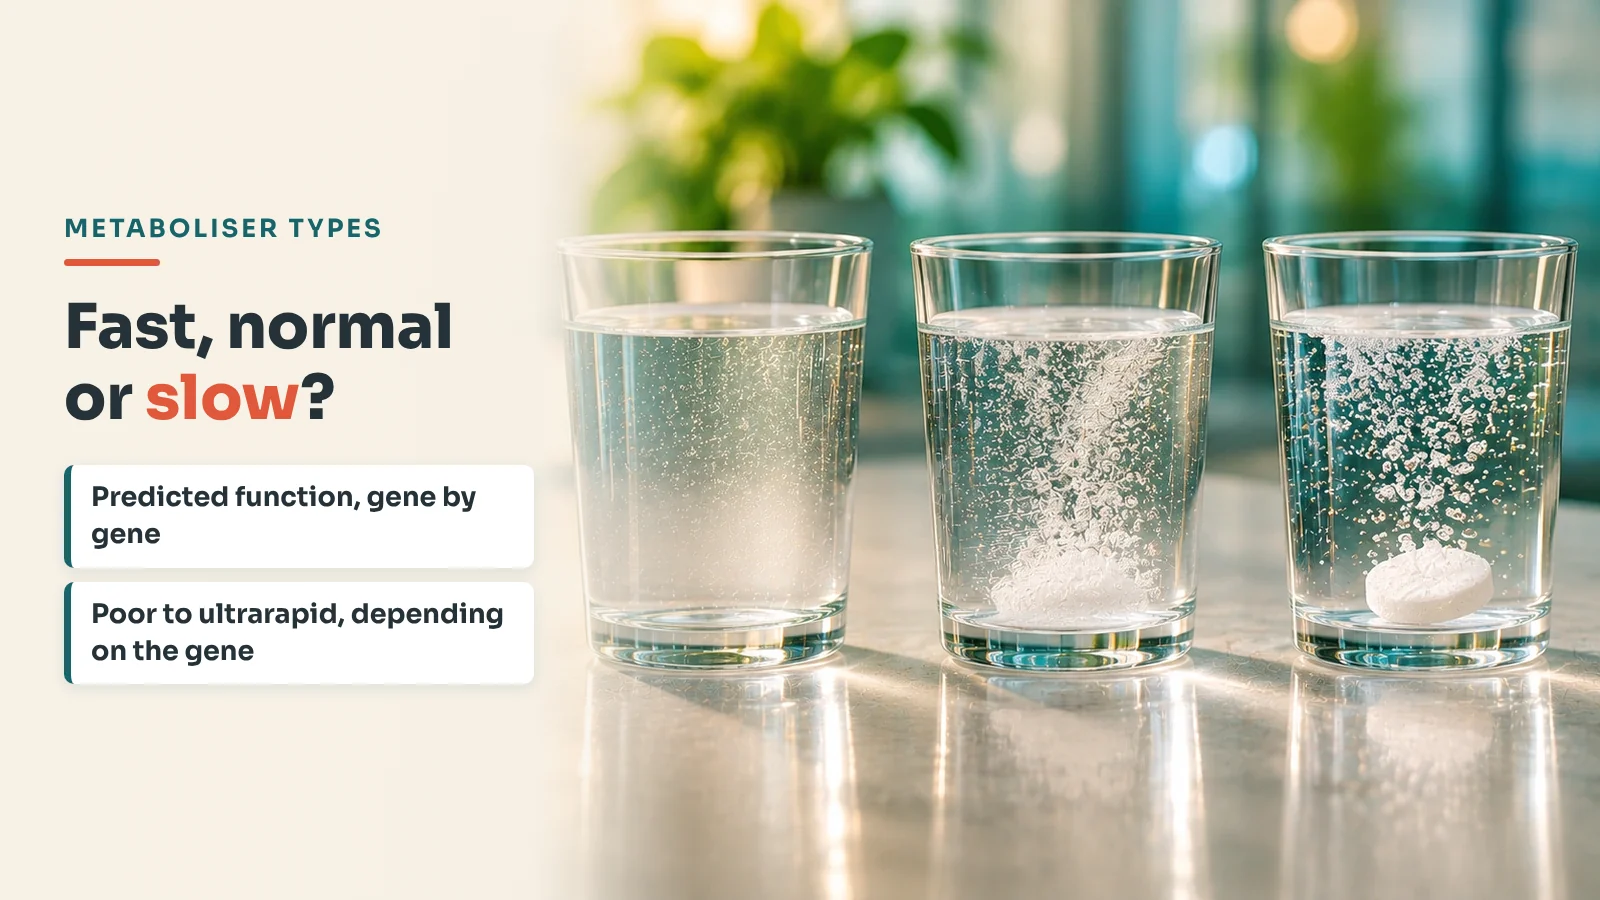 METABOLISER TYPES
Fast, normal
or slow?
Predicted function, gene by
gene
Poor to ultrarapid, depending
on the gene